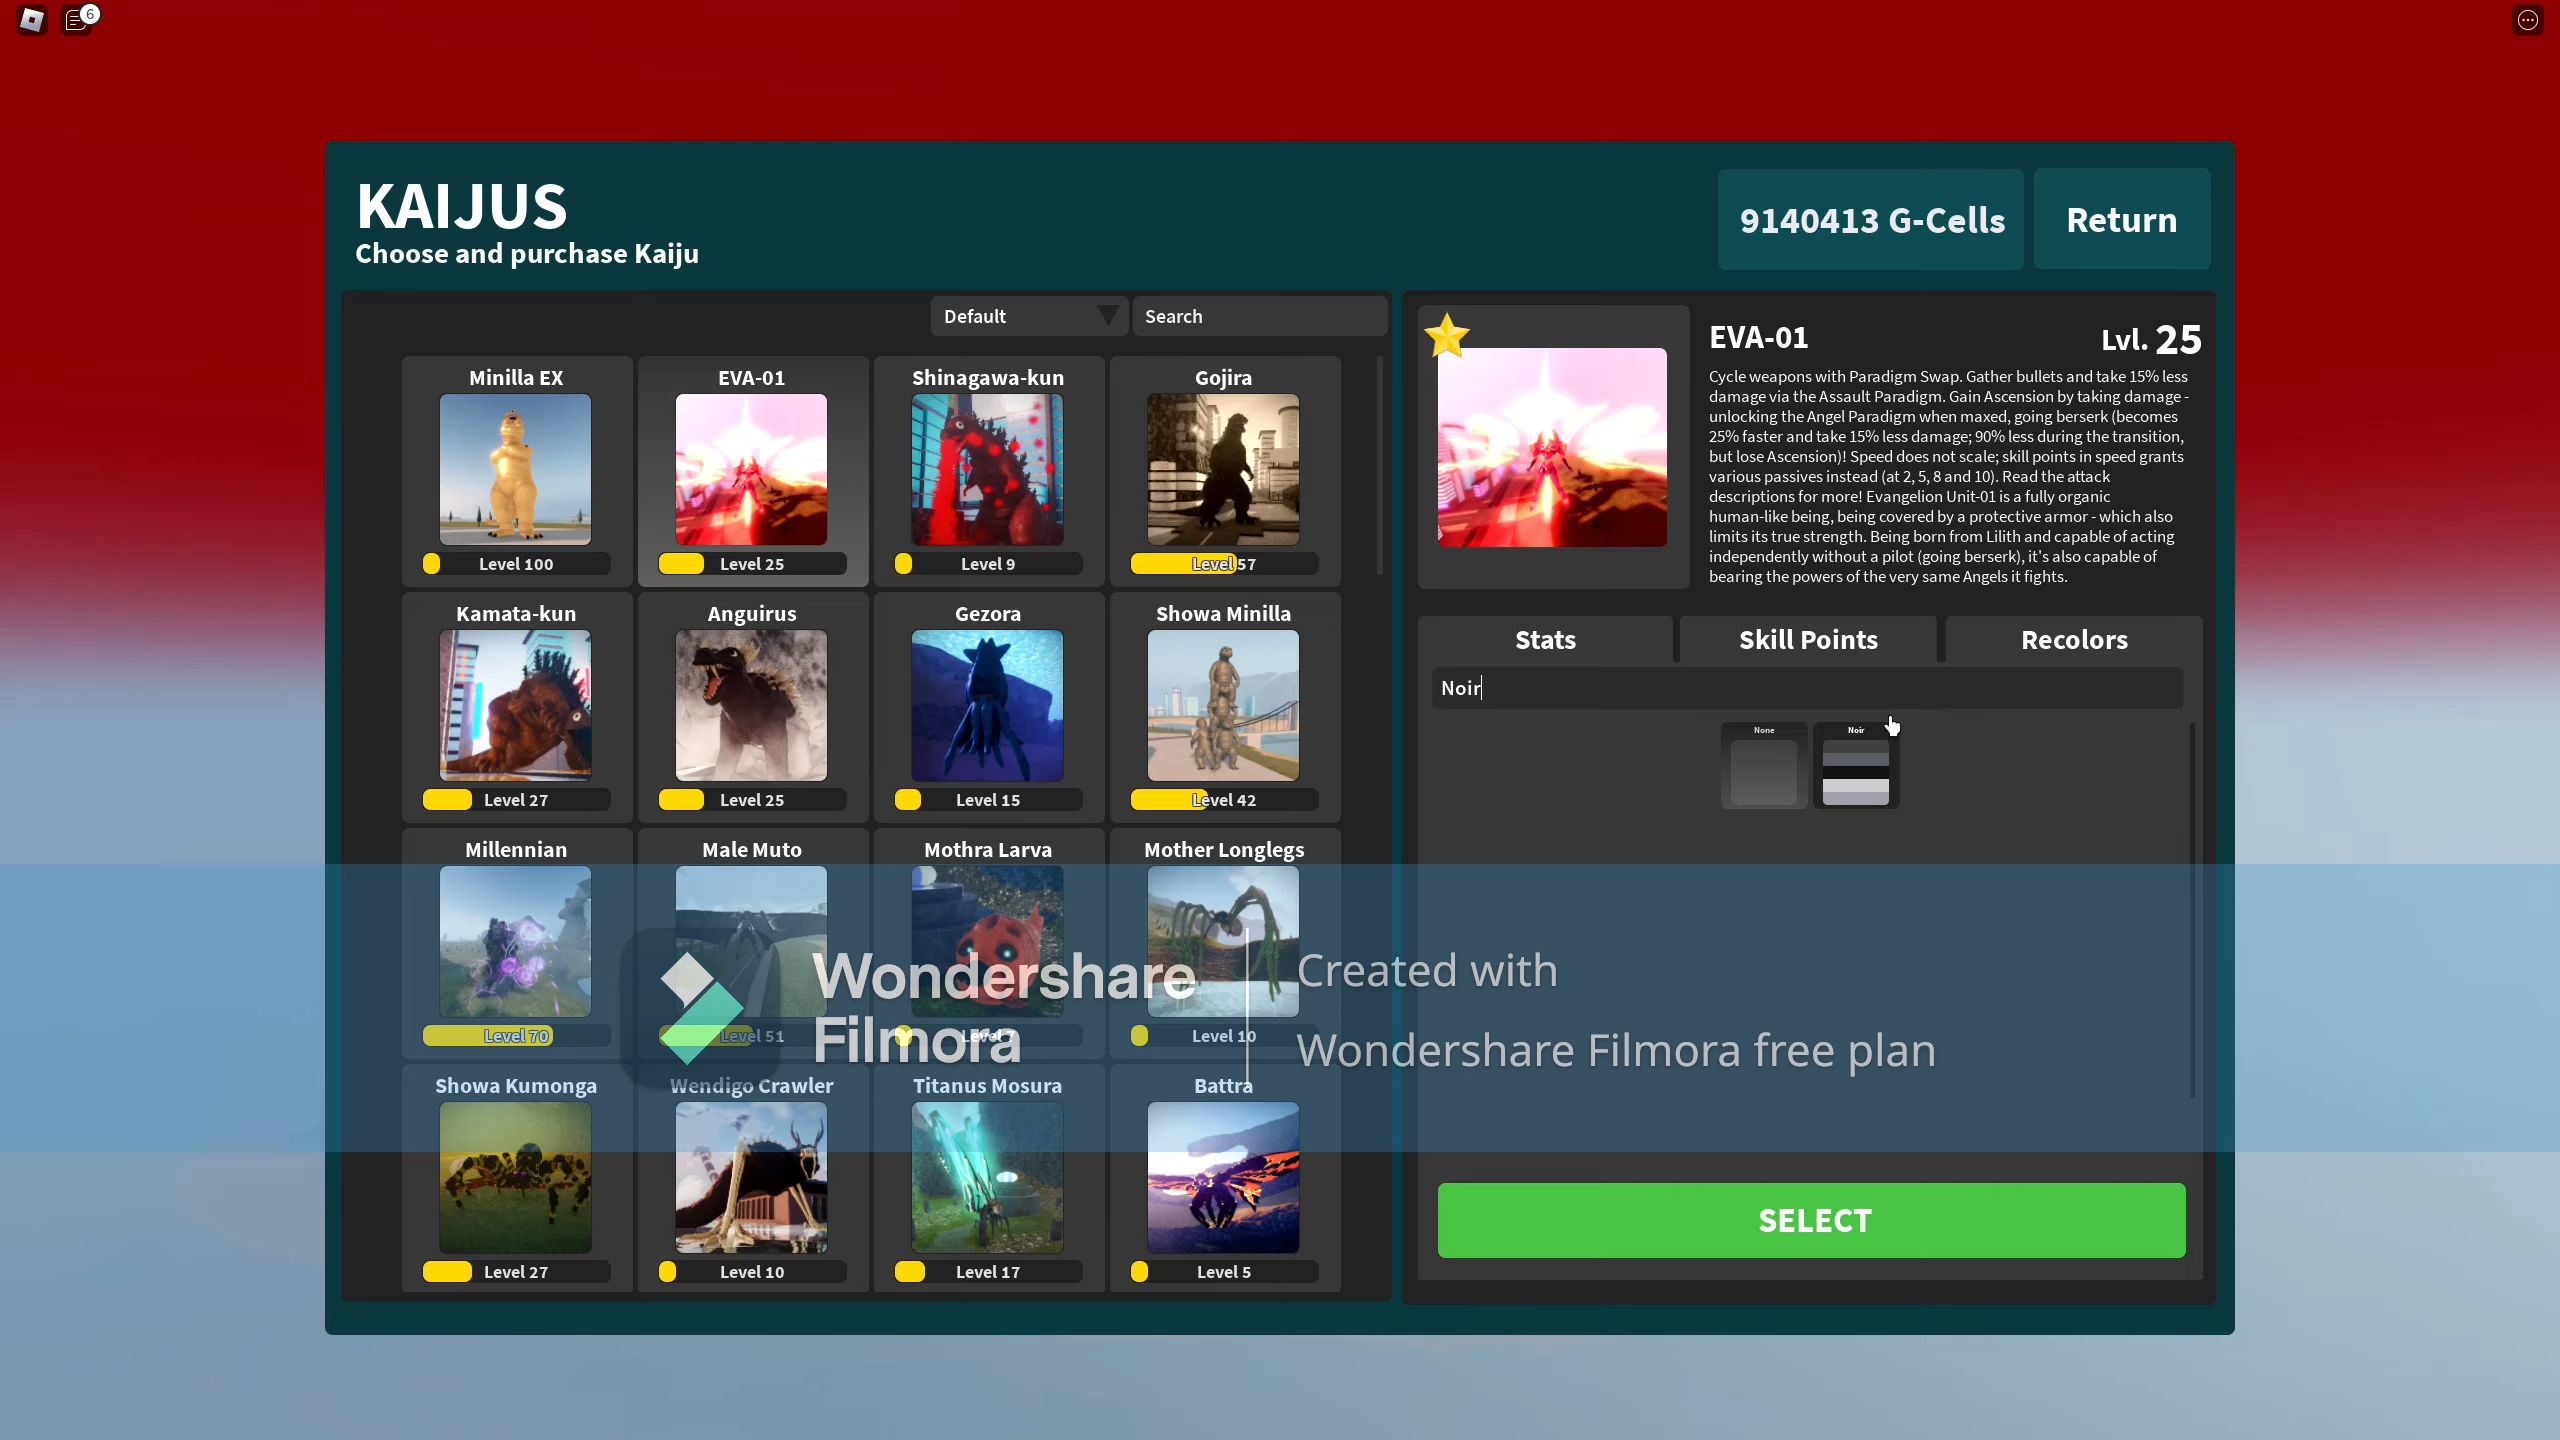 6
KAIJUS
Choose and purchase Kaiju
9140413 G-Cells
Return
Default
Search
Minilla EX
EVA-01
Shinagawa-kun
Gojira
Level 100
Level 25
Level 9
Level 57
Kamata-kun
Anguirus
Gezora
Showa Minilla
Level 27
Level 25
Level 15
Level 42
Millennian
Male Muto
Mothra Larva
Mother Longlegs
Level 70
Level 51
Level 7
Level 10
Showa Kumonga
Wendigo Crawler
Titanus Mosura
Battra
Level 27
Level 10
Level 17
Level 5
EVA-01
Lvl. 25
Cycle weapons with Paradigm Swap. Gather bullets and take 15% less
damage via the Assault Paradigm. Gain Ascension by taking damage -
unlocking the Angel Paradigm when maxed, going berserk (becomes
25% faster and take 15% less damage; 90% less during the transition,
but lose Ascension)! Speed does not scale; skill points in speed grants
various passives instead (at 2, 5, 8 and 10). Read the attack
descriptions for more! Evangelion Unit-01 is a fully organic
human-like being, being covered by a protective armor - which also
limits its true strength. Being born from Lilith and capable of acting
independently without a pilot (going berserk), it's also capable of
bearing the powers of the very same Angels it fights.
Stats
Skill Points
Recolors
Noir
None
Noir
SELECT
Wondershare
Filmora
Created with
Wondershare Filmora free plan